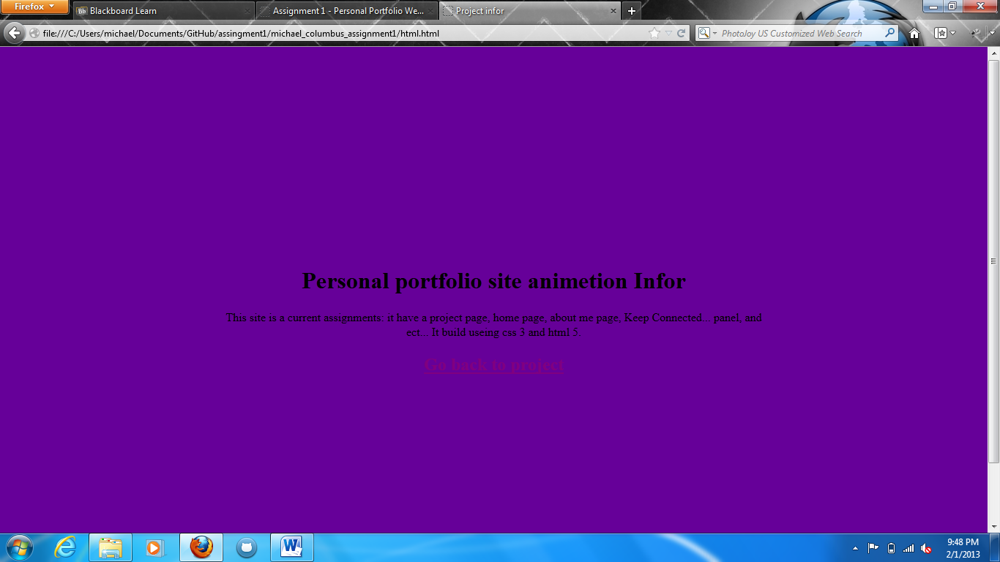 Firefox
Blackboard Learn
Assignment 1 - Personal Portfolio We...
Project infor
file:///C:/Users/michael/Documents/GitHub/assingment1/michael_columbus_assignment1/html.html
PhotoJoy US Customized Web Search
Personal portfolio site animetion Infor
This site is a current assignments: it have a project page, home page, about me page, Keep Connected... panel, and
ect... It build useing css 3 and html 5.
Go back to project
9:48 PM
2/1/2013